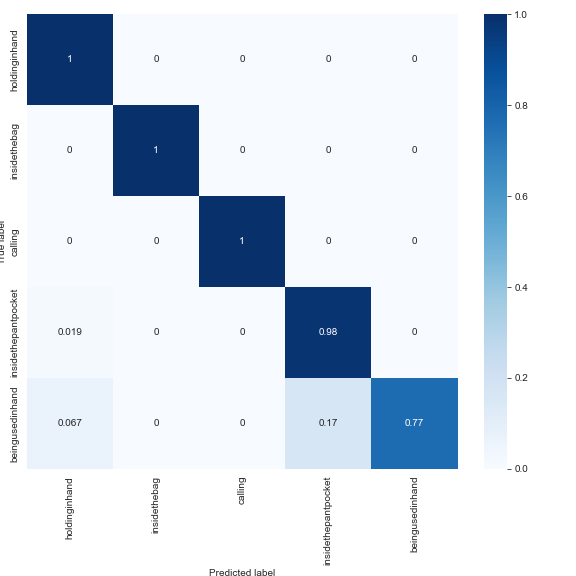 holdinginhand 1 0 0 0 0
insidethebag 0 1 0 0 0
True label
calling 0 0 1 0 0
insidethepantpocket 0.019 0 0 0.98 0
beingusedinhand 0.067 0 0 0.17 0.77
holdinginhand insidethebag calling insidethepantpocket beingusedinhand
Predicted label
1.0
0.8
0.6
0.4
0.2
0.0